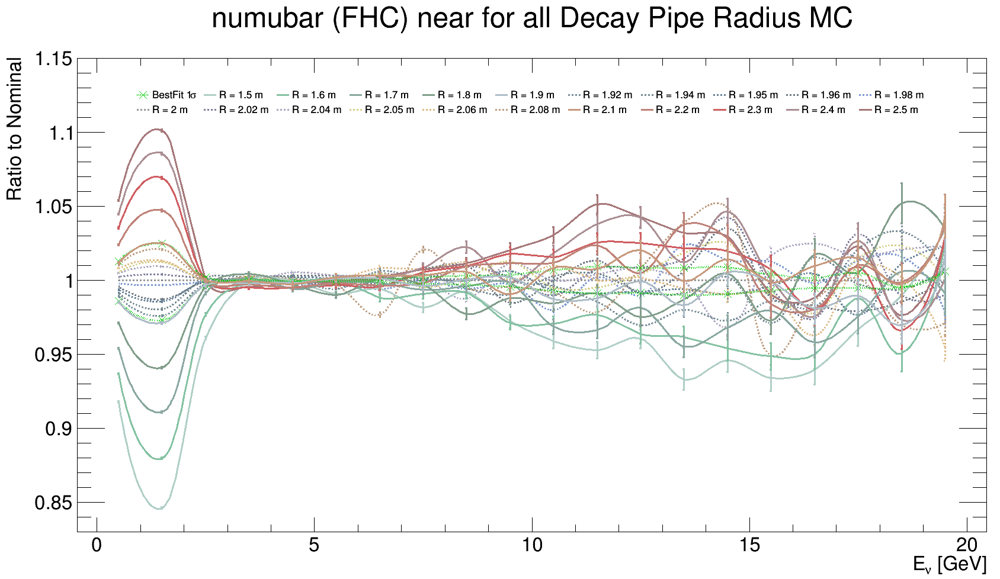 numubar (FHC) near for all Decay Pipe Radius MC
Ratio to Nominal
1.15
1.1
1.05
1
0.95
0.9
0.85
BestFit 1σ R = 1.5 m R = 1.6 m R = 1.7 m R = 1.8 m R = 1.9 m R = 1.92 m R = 1.94 m R = 1.95 m R = 1.96 m R = 1.98 m
R = 2 m R = 2.02 m R = 2.04 m R = 2.05 m R = 2.06 m R = 2.08 m R = 2.1 m R = 2.2 m R = 2.3 m R = 2.4 m R = 2.5 m
0 5 10 15 20
Eν [GeV]